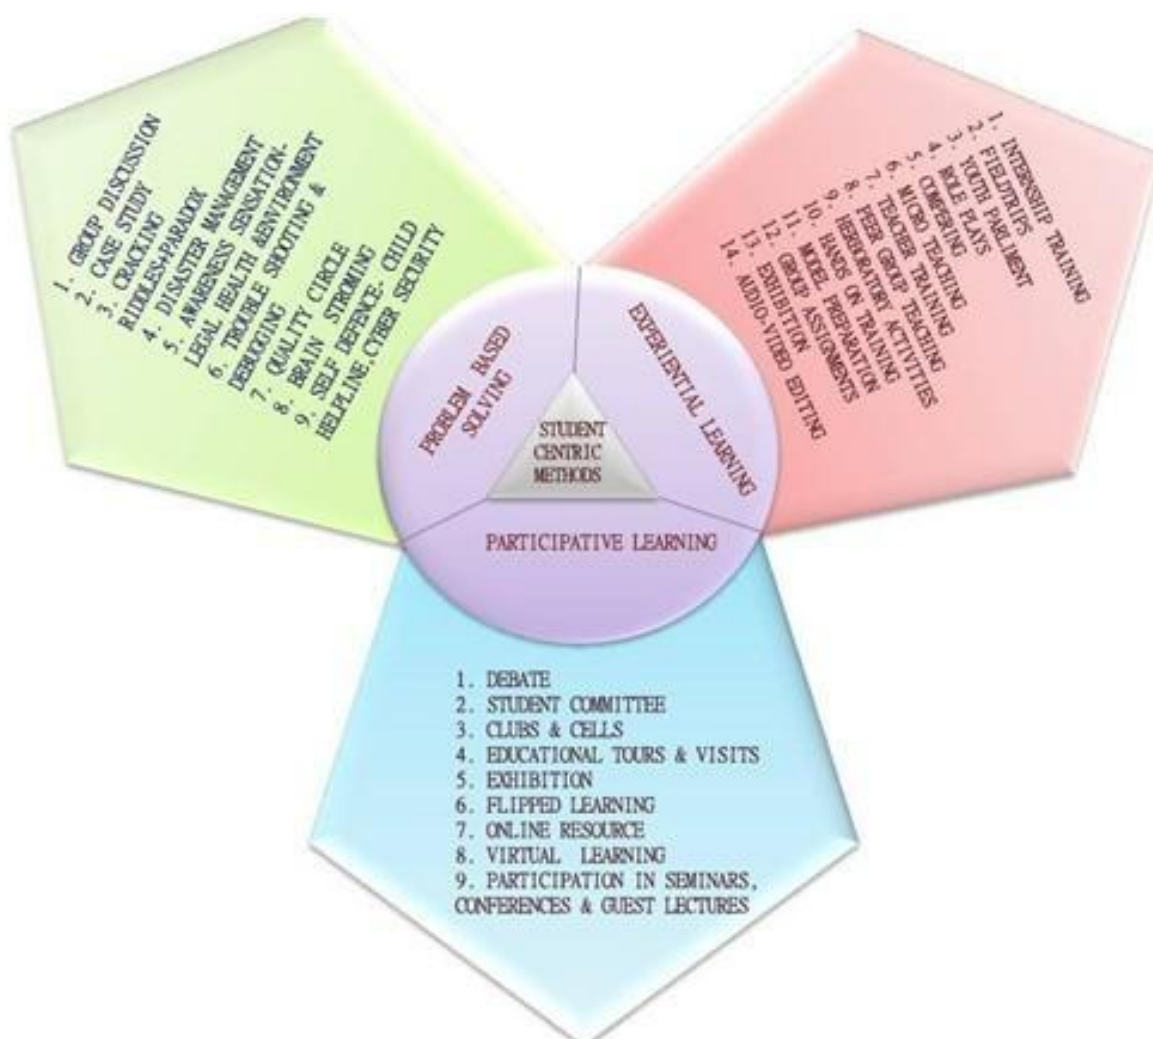 1. GROUP DISCUSSION
2. CASE STUDY
3. CRACKING
RIDDLES+PARADOX
4. DISASTER MANAGEMENT
5. AWARENESS SENSATION-
LEGAL HEALTH &ENVIRONMENT
6. TROUBLE SHOOTING &
DEBUGGING
7. QUALITY CIRCLE
8. BRAIN STROMING
9. SELF DEFENCE- CHILD
HELPLINE,CYBER SECURITY
1. INTERNSHIP TRAINING
2. FIELDTRIPS
3. YOUTH PARLIMENT
4. ROLE PLAYS
5. COMPERING
6. MICRO TEACHING
7. TEACHER TRAINING
8. PEER GROUP TEACHING
9. HERBORATORY ACTIVITIES
10. HANDS ON TRAINING
11. MODEL PREPARATION
12. GROUP ASSIGNMENTS
13. EXHIBITION
14. AUDIO-VIDEO EDITING
PROBLEM BASED
SOLVING
EXPERIENTIAL LEARNING
STUDENT
CENTRIC
METHODS
PARTICIPATIVE LEARNING
1. DEBATE
2. STUDENT COMMITTEE
3. CLUBS & CELLS
4. EDUCATIONAL TOURS & VISITS
5. EXHIBITION
6. FLIPPED LEARNING
7. ONLINE RESOURCE
8. VIRTUAL LEARNING
9. PARTICIPATION IN SEMINARS,
CONFERENCES & GUEST LECTURES